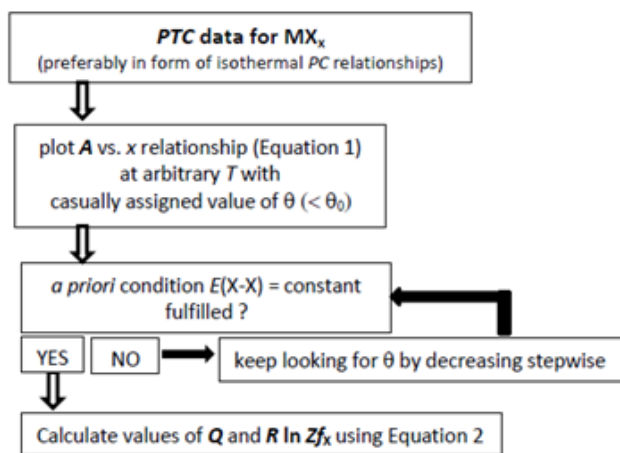 PTC data for MXx
(preferably in form of isothermal PC relationships)
plot A vs. x relationship (Equation 1)
at arbitrary T with
casually assigned value of θ (< θ0)
a priori condition E(X-X) = constant
fulfilled ?
YES NO keep looking for θ by decreasing stepwise
Calculate values of Q and R ln Zfx using Equation 2